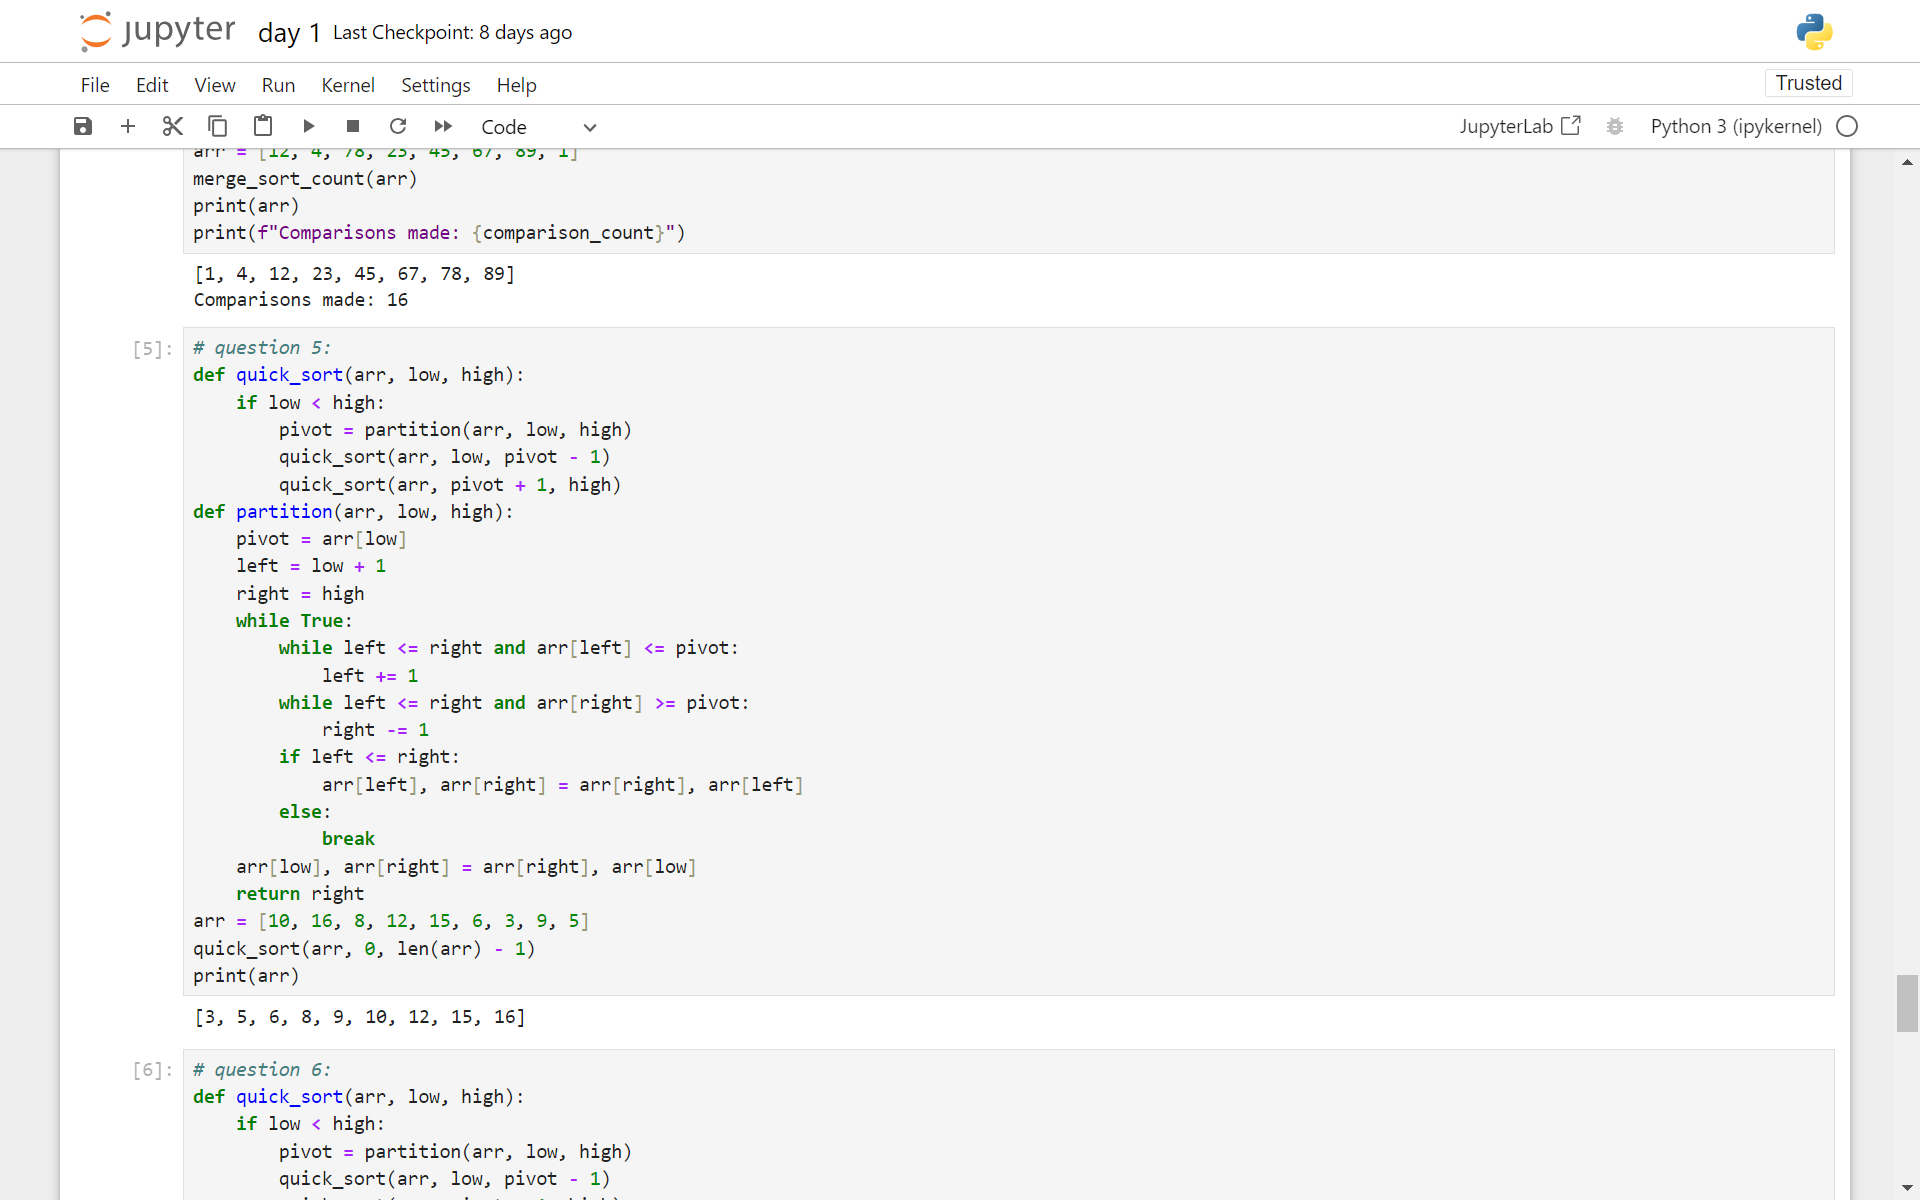 jupyter day 1 Last Checkpoint: 8 days ago
File Edit View Run Kernel Settings Help Trusted
Code JupyterLab Python 3 (ipykernel)
arr = [12, 4, 78, 23, 45, 67, 89, 1]
merge_sort_count(arr)
print(arr)
print(f"Comparisons made: {comparison_count}")
[1, 4, 12, 23, 45, 67, 78, 89]
Comparisons made: 16
[5]: # question 5:
def quick_sort(arr, low, high):
    if low < high:
        pivot = partition(arr, low, high)
        quick_sort(arr, low, pivot - 1)
        quick_sort(arr, pivot + 1, high)
def partition(arr, low, high):
    pivot = arr[low]
    left = low + 1
    right = high
    while True:
        while left <= right and arr[left] <= pivot:
            left += 1
        while left <= right and arr[right] >= pivot:
            right -= 1
        if left <= right:
            arr[left], arr[right] = arr[right], arr[left]
        else:
            break
    arr[low], arr[right] = arr[right], arr[low]
    return right
arr = [10, 16, 8, 12, 15, 6, 3, 9, 5]
quick_sort(arr, 0, len(arr) - 1)
print(arr)
[3, 5, 6, 8, 9, 10, 12, 15, 16]
[6]: # question 6:
def quick_sort(arr, low, high):
    if low < high:
        pivot = partition(arr, low, high)
        quick_sort(arr, low, pivot - 1)